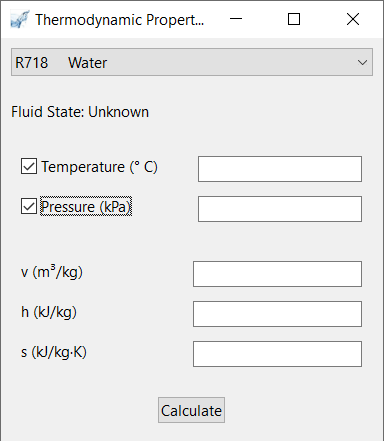 Thermodynamic Propert...
R718 Water
Fluid State: Unknown
Temperature (° C)
Pressure (kPa)
v (m³/kg)
h (kJ/kg)
s (kJ/kg·K)
Calculate